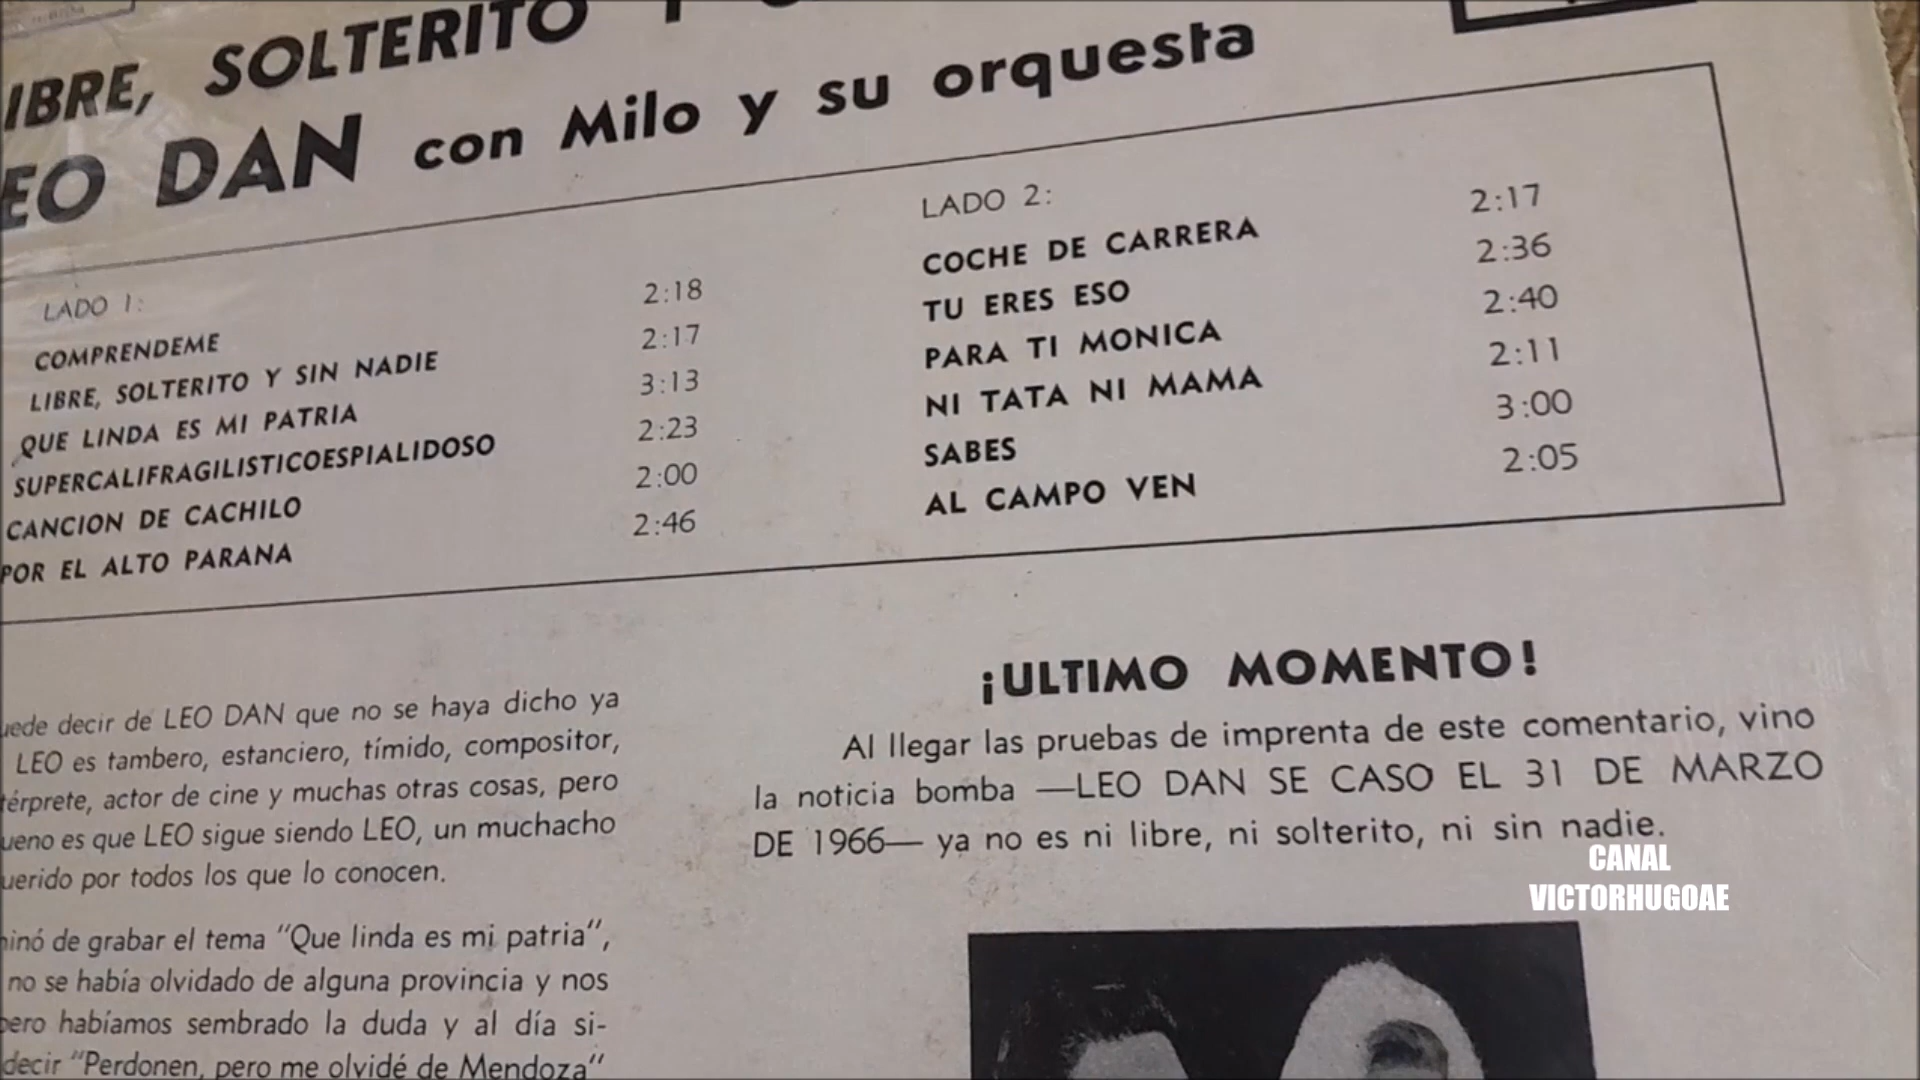 SOLTERITO
DAN con Milo y su orquesta
LADO 1:
COMPRENDEME 2:18
LIBRE, SOLTERITO Y SIN NADIE 2:17
QUE LINDA ES MI PATRIA 3:13
SUPERCALIFRAGILISTICOESPIALIDOSO 2:23
CANCION DE CACHILO 2:00
POR EL ALTO PARANA 2:46
LADO 2:
COCHE DE CARRERA 2:17
TU ERES ESO 2:36
PARA TI MONICA 2:40
NI TATA NI MAMA 2:11
SABES 3:00
AL CAMPO VEN 2:05
decir de LEO DAN que no se haya dicho ya
LEO es tambero, estanciero, tímido, compositor,
actor de cine y muchas otras cosas, pero
es que LEO sigue siendo LEO, un muchacho
por todos los que lo conocen.
de grabar el tema "Que linda es mi patria",
no se había olvidado de alguna provincia y nos
habíamos sembrado la duda y al día si-
decir "Perdonen, pero me olvidé de Mendoza"
¡ULTIMO MOMENTO!
Al llegar las pruebas de imprenta de este comentario, vino
la noticia bomba —LEO DAN SE CASO EL 31 DE MARZO
DE 1966— ya no es ni libre, ni solterito, ni sin nadie.
CANAL
VICTORHUGOAE